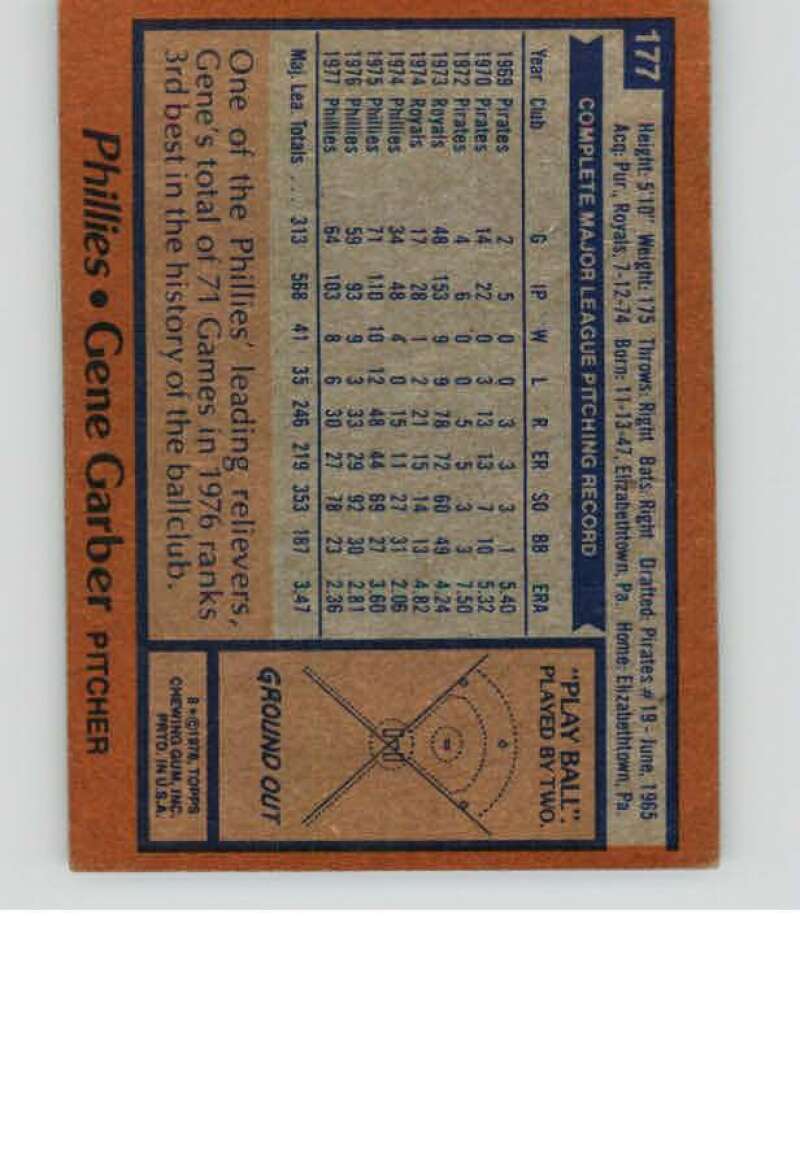 177
Height: 5'10" Weight: 175 Throws: Right Bats: Right Drafted: Pirates # 19 - June, 1965
Acq: Pur., Royals, 7-12-74 Born: 11-13-47, Elizabethtown, Pa. Home: Elizabethtown, Pa.
COMPLETE MAJOR LEAGUE PITCHING RECORD
Year Club G IP W L R ER SO BB ERA
1969 Pirates 2 5 0 0 3 3 3 1 5.40
1970 Pirates 14 22 0 3 13 13 7 10 5.32
1972 Pirates 4 6 0 0 5 5 3 3 7.50
1973 Royals 48 153 9 9 78 72 60 49 4.24
1974 Royals 17 28 1 2 21 15 14 13 4.82
1974 Phillies 34 48 4 0 15 11 27 31 2.06
1975 Phillies 71 110 10 12 48 44 69 27 3.60
1976 Phillies 59 93 9 3 33 29 92 30 2.81
1977 Phillies 64 103 8 6 30 27 78 23 2.36
Maj. Lea. Totals ... 313 568 41 35 246 219 353 187 3.47
One of the Phillies' leading relievers,
Gene's total of 71 Games in 1976 ranks
3rd best in the history of the ballclub.
"PLAY BALL".
PLAYED BY TWO.
GROUND OUT
B•©1978, TOPPS
CHEWING GUM, INC.
PRTD. IN U.S.A.
Phillies • Gene Garber PITCHER